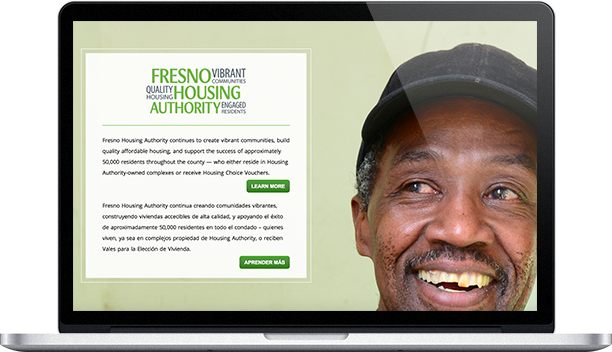 FRESNO VIBRANT
COMMUNITIES
QUALITY
HOUSING HOUSING
AUTHORITY ENGAGED
RESIDENTS
Fresno Housing Authority continues to create vibrant communities, build
quality affordable housing, and support the success of approximately
50,000 residents throughout the county — who either reside in Housing
Authority-owned complexes or receive Housing Choice Vouchers.
LEARN MORE
Fresno Housing Authority continua creando comunidades vibrantes,
construyendo viviendas accecibles de alta calidad, y apoyando el éxito
de aproximadamente 50,000 residentes en todo el condado – quienes
viven, ya sea en complejos propiedad de Housing Authority, o reciben
Vales para la Elección de Vivienda.
APRENDER MÁS